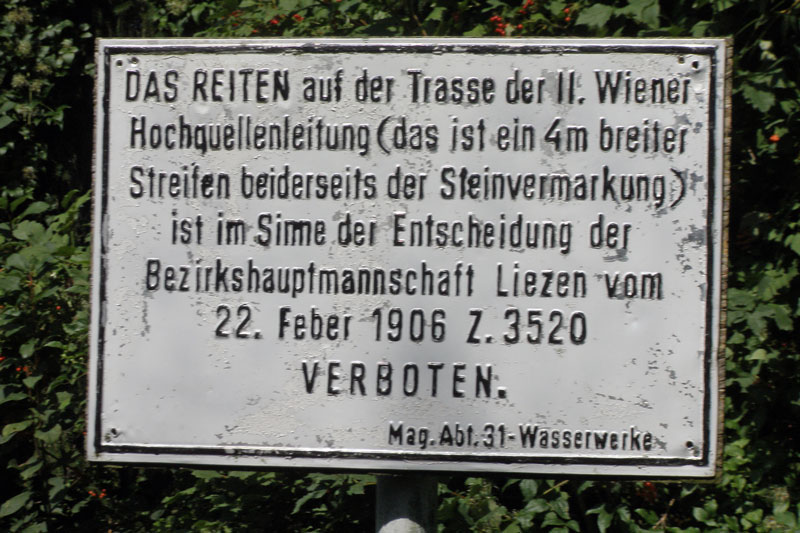 DAS REITEN auf der Trasse der II. Wiener
Hochquellenleitung (das ist ein 4m breiter
Streifen beiderseits der Steinvermarkung)
ist im Sinne der Entscheidung der
Bezirkshauptmannschaft Liezen vom
22. Feber 1906 Z. 3520
VERBOTEN.
Mag. Abt. 31-Wasserwerke